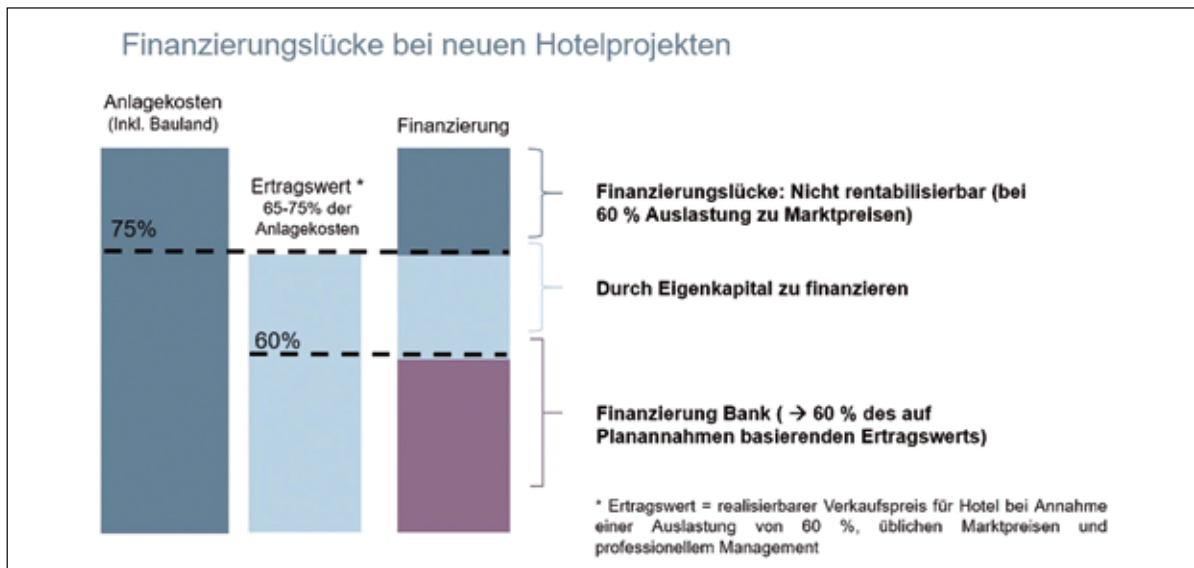 Finanzierungslücke bei neuen Hotelprojekten
Anlagekosten
(Inkl. Bauland)
Finanzierung
Ertragswert *
65-75% der
Anlagekosten
75%
60%
Finanzierungslücke: Nicht rentabilisierbar (bei
60 % Auslastung zu Marktpreisen)
Durch Eigenkapital zu finanzieren
Finanzierung Bank ( → 60 % des auf
Planannahmen basierenden Ertragswerts)
* Ertragswert = realisierbarer Verkaufspreis für Hotel bei Annahme
einer Auslastung von 60 %, üblichen Marktpreisen und
professionellem Management